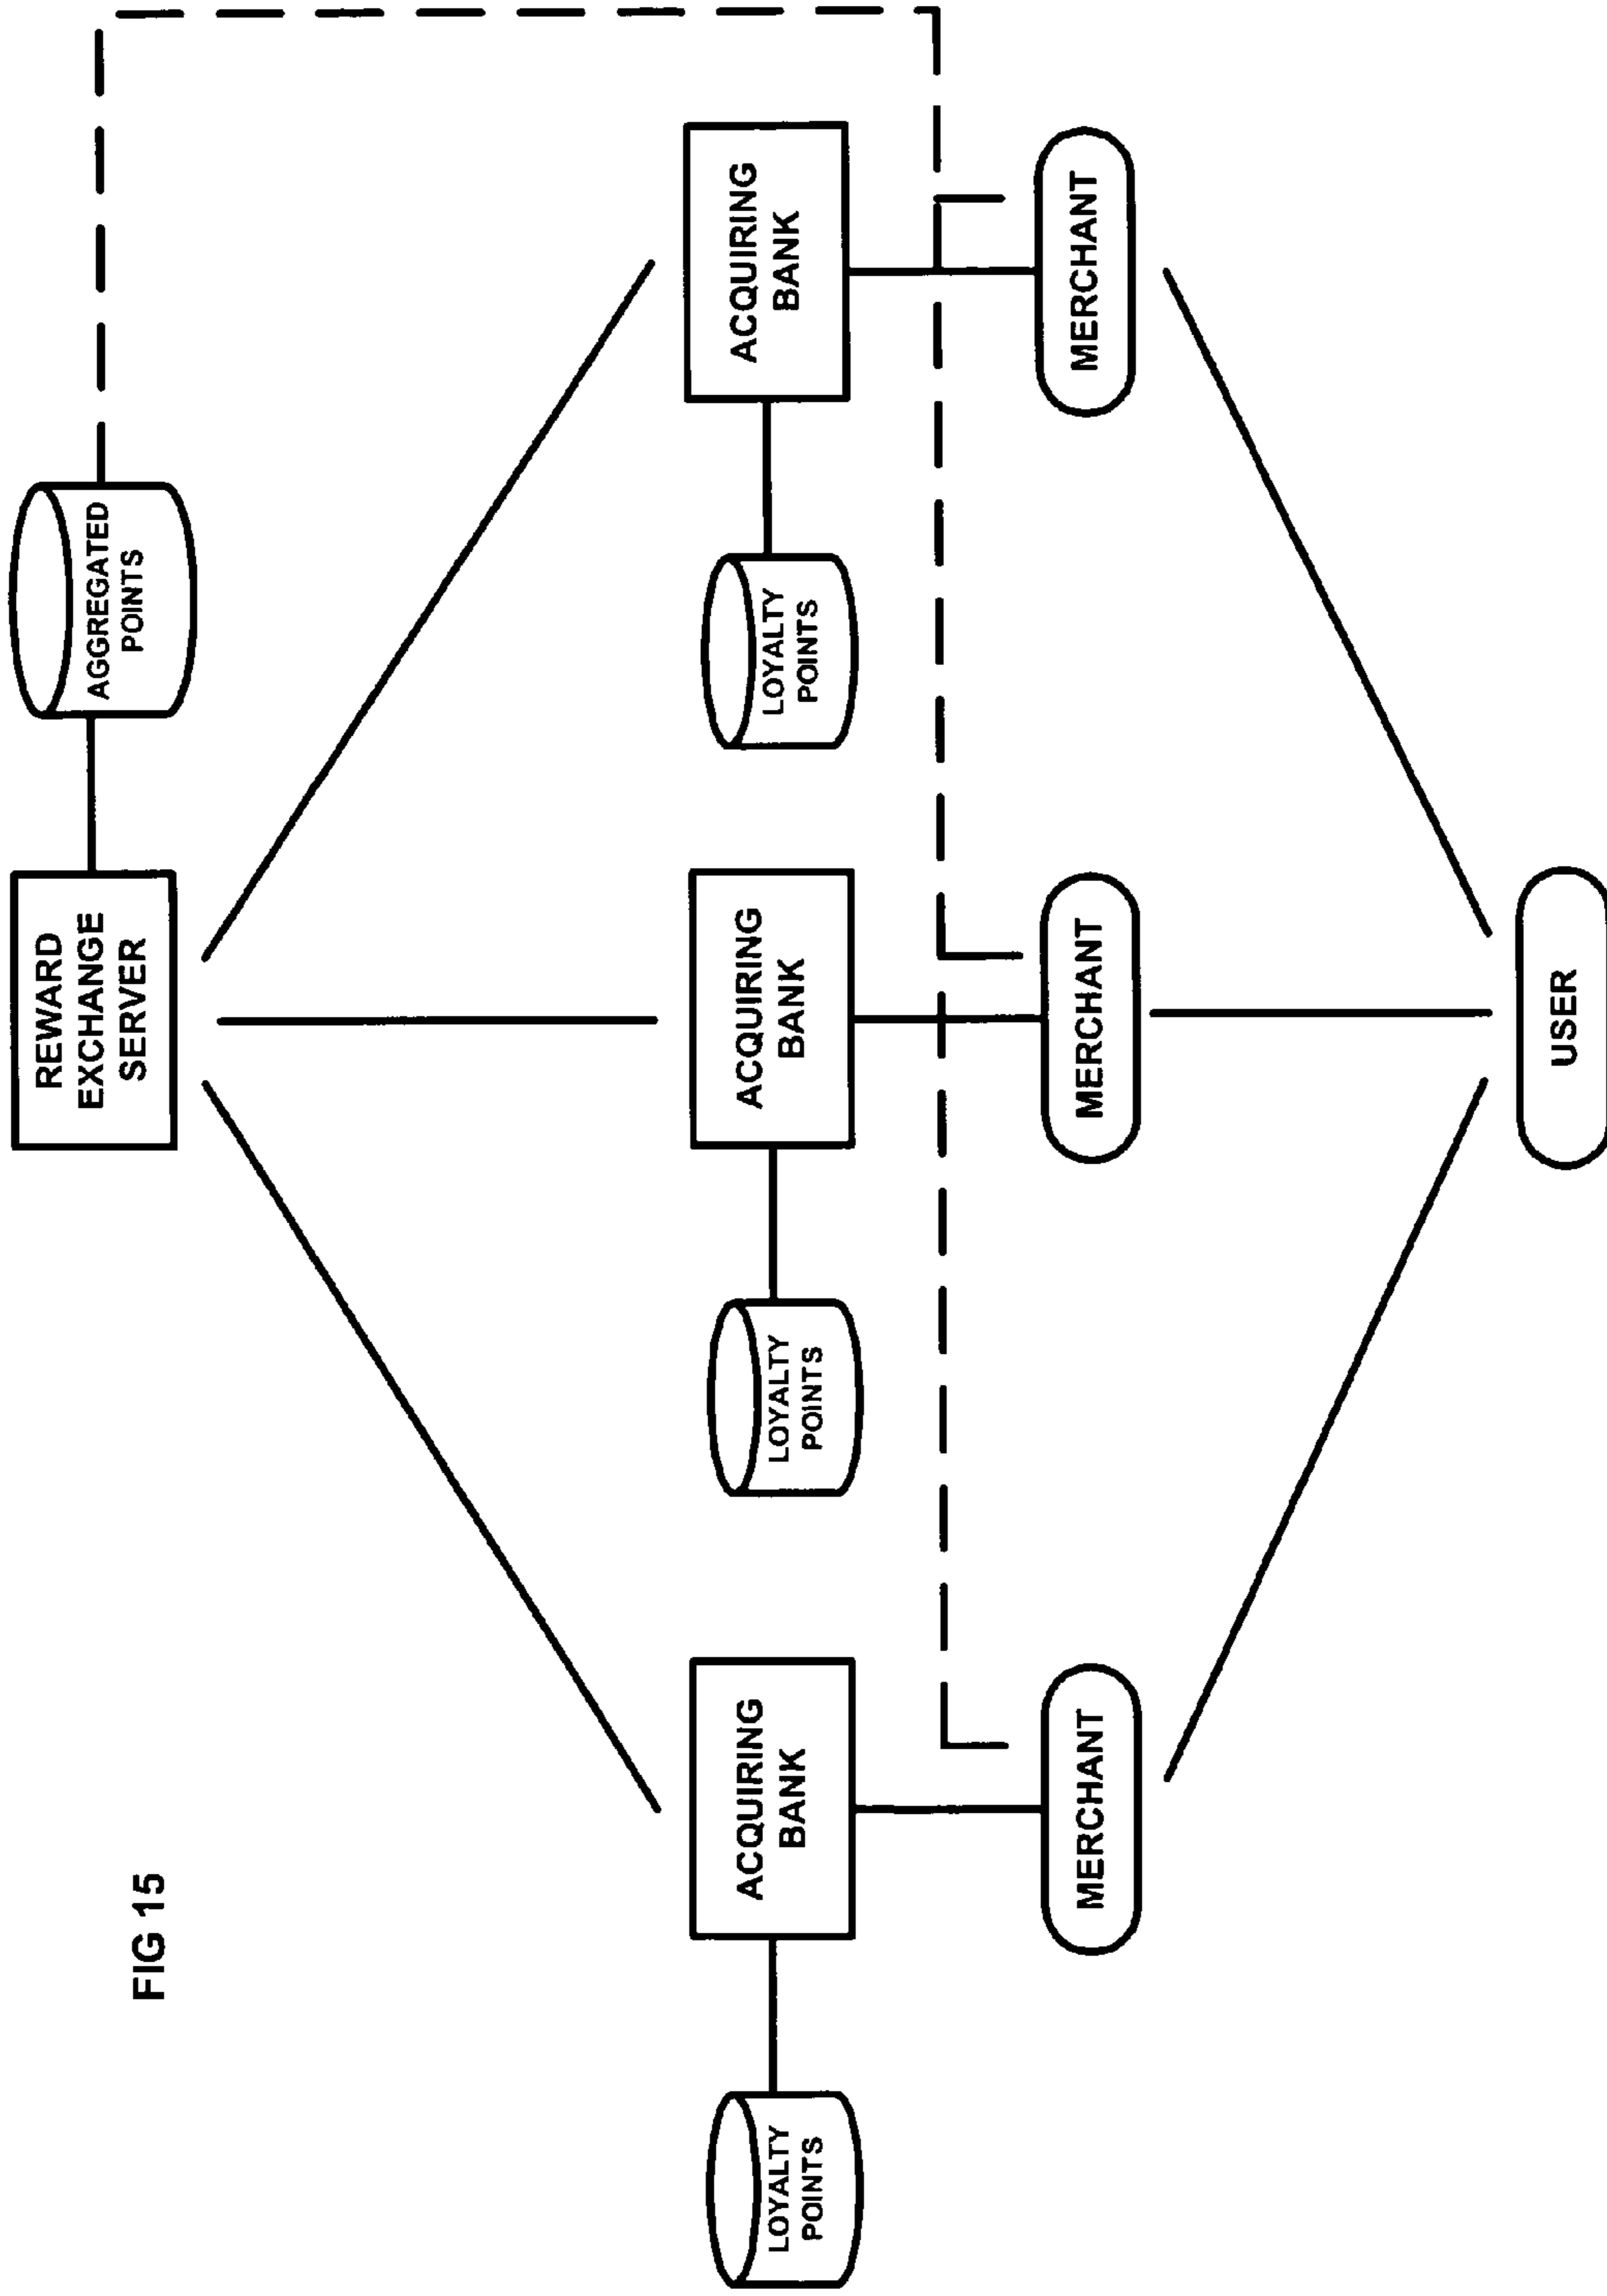 FIG 15
REWARD
EXCHANGE
SERVER
AGGREGATED
POINTS
LOYALTY
POINTS
ACQUIRING
BANK
LOYALTY
POINTS
ACQUIRING
BANK
LOYALTY
POINTS
ACQUIRING
BANK
MERCHANT
MERCHANT
MERCHANT
USER